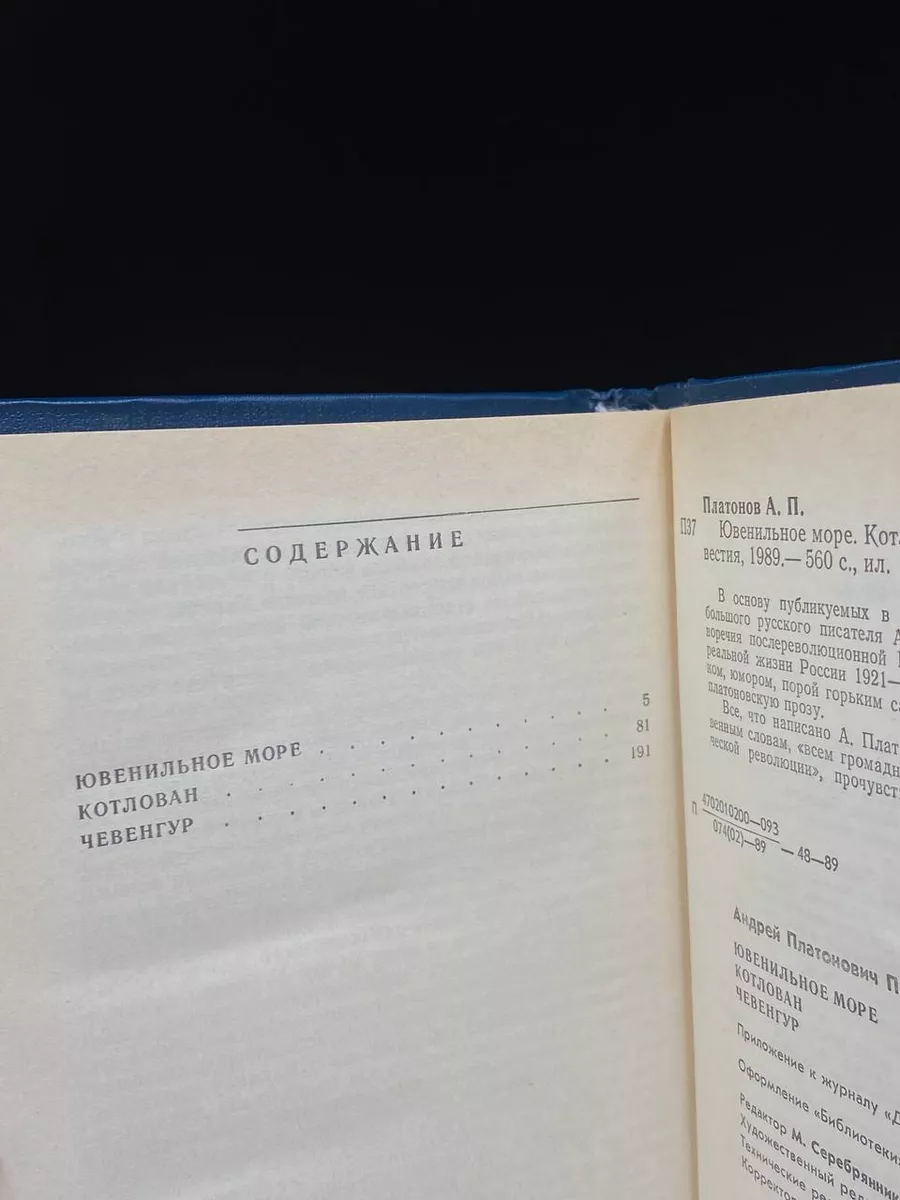 СОДЕРЖАНИЕ
ЮВЕНИЛЬНОЕ МОРЕ . . . . . . . . . . 5
КОТЛОВАН . . . . . . . . . . . . . 81
ЧЕВЕНГУР . . . . . . . . . . . . . 191
Платонов А. П.
П37 Ювенильное море. Кот
вестия, 1989.— 560 с., ил.
В основу публикуемых в
большого русского писателя А
воречия послереволюционной
реальной жизни России 1921—
ком, юмором, порой горьким са
платоновскую прозу.
Все, что написано А. Плат
венным словам, «всем громадн
ческой революции», прочувст
П 4702010200—093
074(02)—89 — 48—89
Андрей Платонович П
ЮВЕНИЛЬНОЕ МОРЕ
КОТЛОВАН
ЧЕВЕНГУР
Приложение к журналу «Д
Оформление «Библиотеки»
Редактор М. Серебрянник
Художественный ред
Технические ре
Коррект